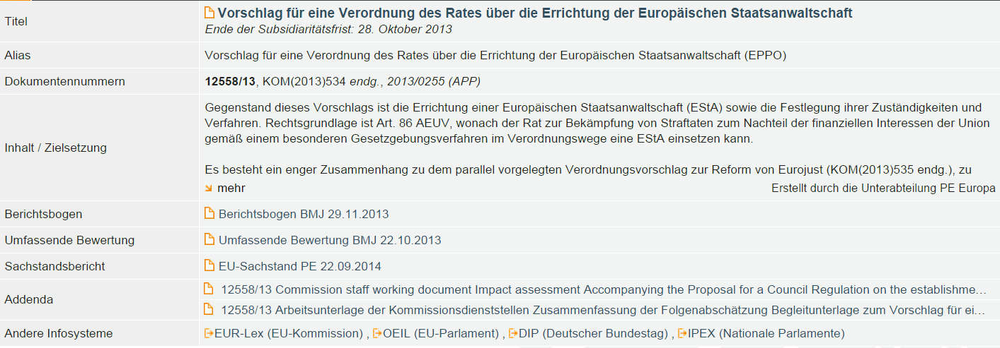 Titel
Vorschlag für eine Verordnung des Rates über die Errichtung der Europäischen Staatsanwaltschaft
Ende der Subsidiaritätsfrist: 28. Oktober 2013
Alias
Vorschlag für eine Verordnung des Rates über die Errichtung der Europäischen Staatsanwaltschaft (EPPO)
Dokumentennummern
12558/13, KOM(2013)534 endg., 2013/0255 (APP)
Inhalt / Zielsetzung
Gegenstand dieses Vorschlags ist die Errichtung einer Europäischen Staatsanwaltschaft (EStA) sowie die Festlegung ihrer Zuständigkeiten und
Verfahren. Rechtsgrundlage ist Art. 86 AEUV, wonach der Rat zur Bekämpfung von Straftaten zum Nachteil der finanziellen Interessen der Union
gemäß einem besonderen Gesetzgebungsverfahren im Verordnungswege eine EStA einsetzen kann.
Es besteht ein enger Zusammenhang zu dem parallel vorgelegten Verordnungsvorschlag zur Reform von Eurojust (KOM(2013)535 endg.), zu
mehr
Erstellt durch die Unterabteilung PE Europa
Berichtsbogen
Berichtsbogen BMJ 29.11.2013
Umfassende Bewertung
Umfassende Bewertung BMJ 22.10.2013
Sachstandsbericht
EU-Sachstand PE 22.09.2014
Addenda
12558/13 Commission staff working document Impact assessment Accompanying the Proposal for a Council Regulation on the establishme...
12558/13 Arbeitsunterlage der Kommissionsdienststellen Zusammenfassung der Folgenabschätzung Begleitunterlage zum Vorschlag für ei...
Andere Infosysteme
EUR-Lex (EU-Kommission) , OEIL (EU-Parlament) , DIP (Deutscher Bundestag) , IPEX (Nationale Parlamente)